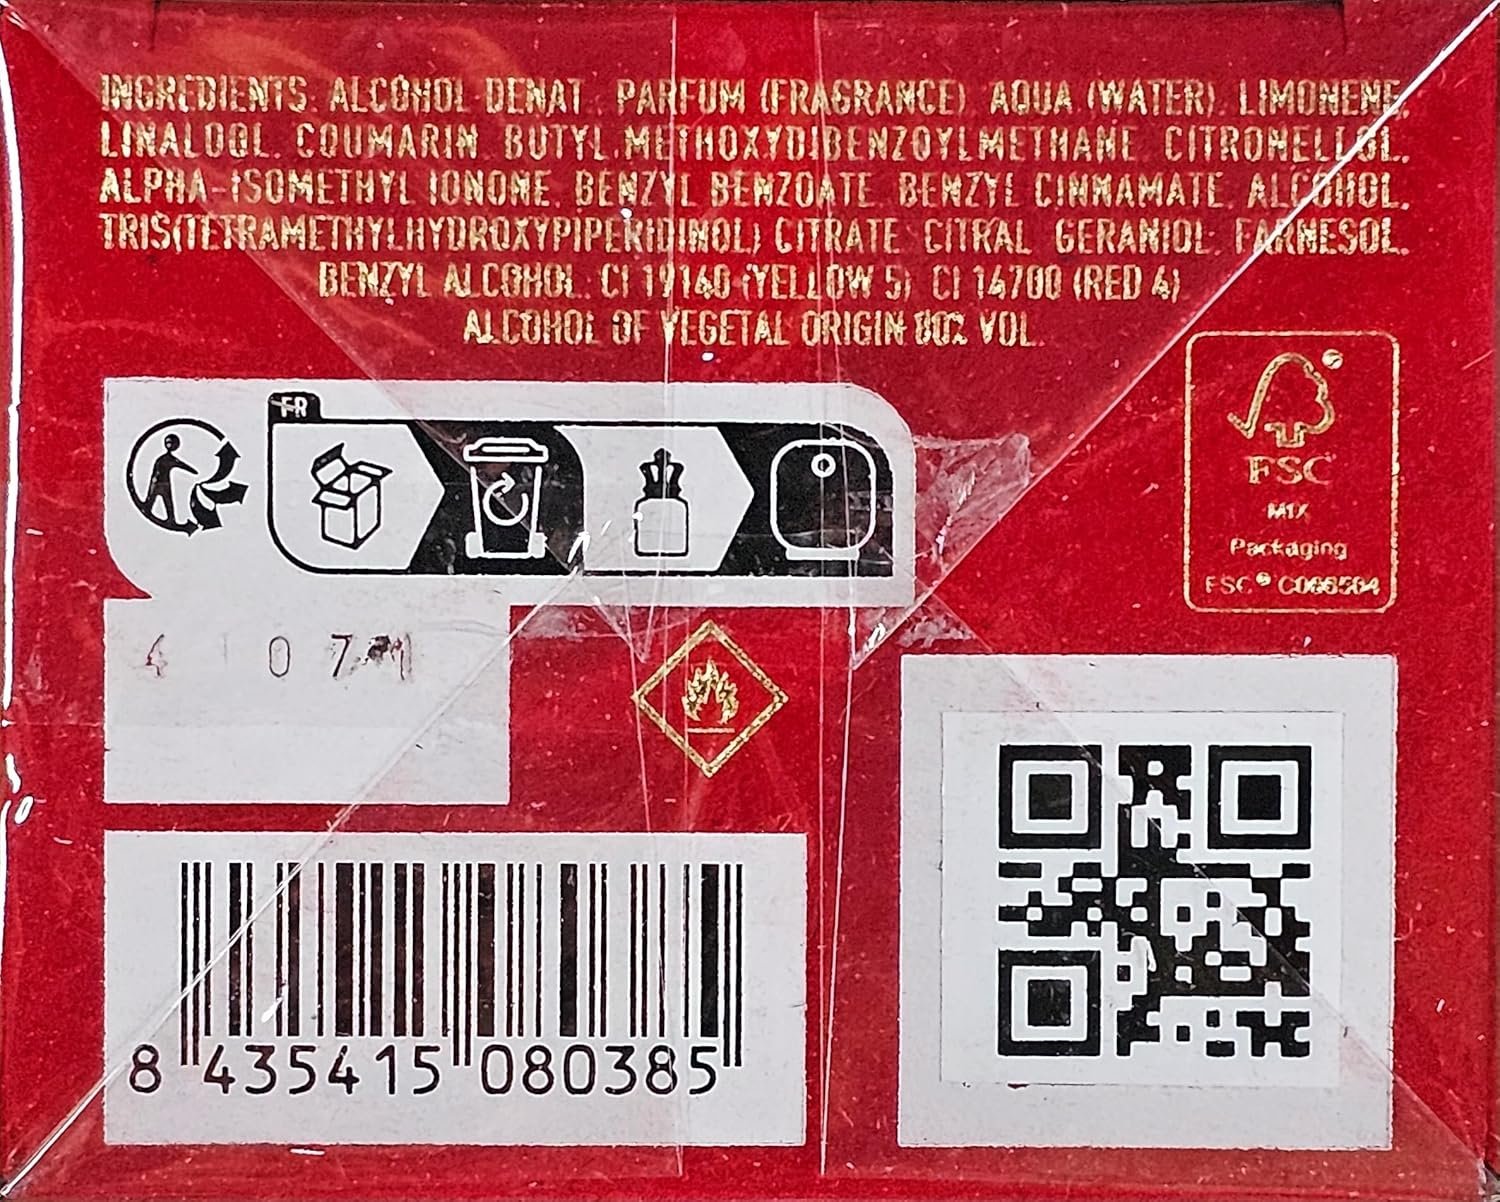 INGREDIENTS: ALCOHOL DENAT., PARFUM (FRAGRANCE), AQUA (WATER), LIMONENE,
LINALOOL, COUMARIN, BUTYL METHOXYDIBENZOYLMETHANE, CITRONELLOL,
ALPHA-ISOMETHYL IONONE, BENZYL BENZOATE, BENZYL CINNAMATE, ALCOHOL,
TRIS(TETRAMETHYLHYDROXYPIPERIDINOL) CITRATE, CITRAL, GERANIOL, FARNESOL,
BENZYL ALCOHOL, CI 19140 (YELLOW 5), CI 14700 (RED 4)
ALCOHOL OF VEGETAL ORIGIN 80% VOL.
FR
FSC
MIX
Packaging
FSC® C066504
8 435415 080385